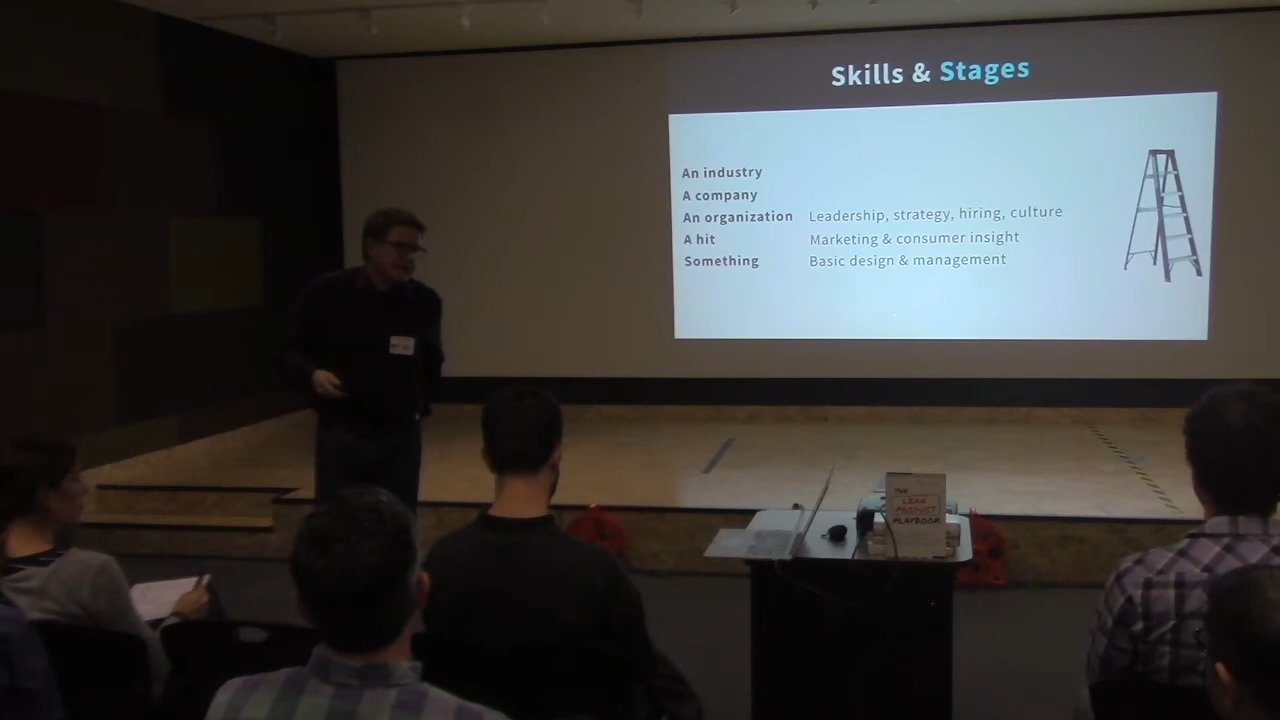 Skills & Stages
An industry
A company
An organization Leadership, strategy, hiring, culture
A hit Marketing & consumer insight
Something Basic design & management
THE
LEAN
PRODUCT
PLAYBOOK